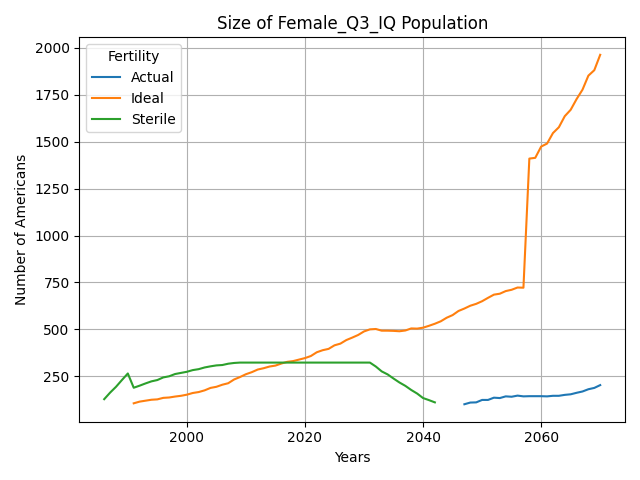 Size of Female_Q3_IQ Population
Fertility
Actual
Ideal
Sterile
2000
1750
1500
1250
1000
750
500
250
Number of Americans
2000
2020
2040
2060
Years